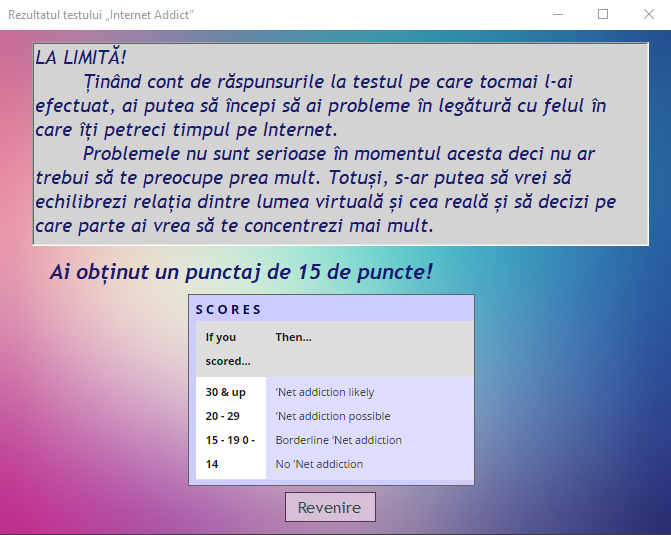 Rezultatul testului „Internet Addict”
LA LIMITĂ!
Ținând cont de răspunsurile la testul pe care tocmai l-ai
efectuat, ai putea să începi să ai probleme în legătură cu felul în
care îți petreci timpul pe Internet.
Problemele nu sunt serioase în momentul acesta deci nu ar
trebui să te preocupe prea mult. Totuși, s-ar putea să vrei să
echilibrezi relația dintre lumea virtuală și cea reală și să decizi pe
care parte ai vrea să te concentrezi mai mult.
Ai obținut un punctaj de 15 de puncte!
SCORES
If you Then...
scored...
30 & up 'Net addiction likely
20 - 29 'Net addiction possible
15 - 19 0 - Borderline 'Net addiction
14 No 'Net addiction
Revenire